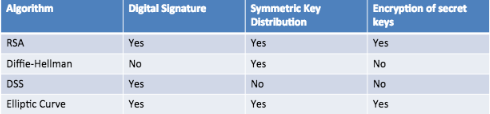 Algorithm Digital Signature Symmetric Key Encryption of secret
Distribution keys
RSA Yes Yes Yes
Diffie-Hellman No Yes No
DSS Yes No No
Elliptic Curve Yes Yes Yes